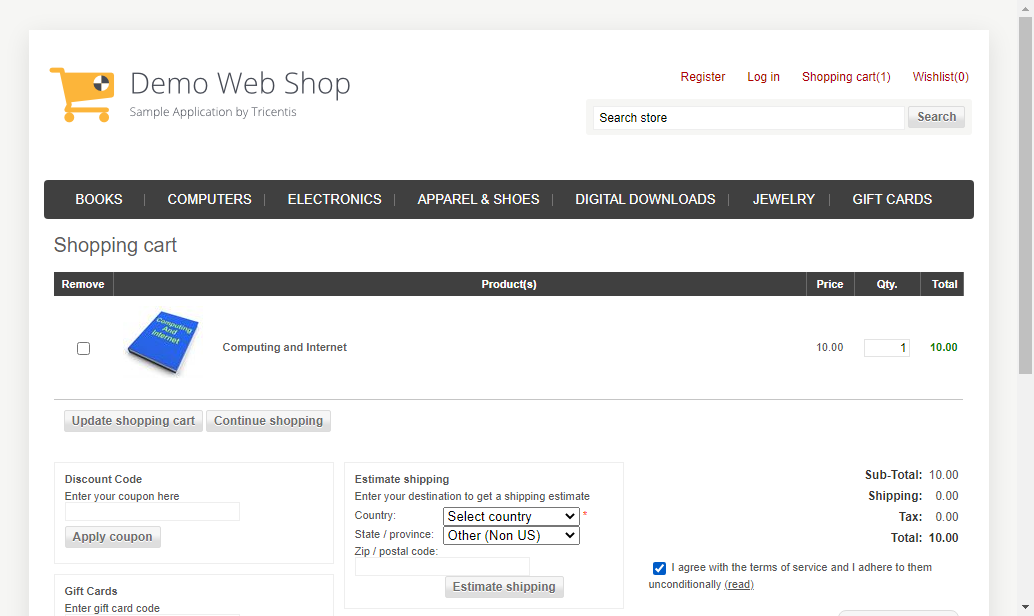 Demo Web Shop
Sample Application by Tricentis
Register Log in Shopping cart(1) Wishlist(0)
Search store Search
BOOKS COMPUTERS ELECTRONICS APPAREL & SHOES DIGITAL DOWNLOADS JEWELRY GIFT CARDS
Shopping cart
Remove Product(s) Price Qty. Total
Computing
And
Internet
Computing and Internet 10.00 1 10.00
Update shopping cart Continue shopping
Discount Code
Enter your coupon here
Apply coupon
Gift Cards
Enter gift card code
Estimate shipping
Enter your destination to get a shipping estimate
Country: Select country *
State / province: Other (Non US)
Zip / postal code:
Estimate shipping
Sub-Total: 10.00
Shipping: 0.00
Tax: 0.00
Total: 10.00
I agree with the terms of service and I adhere to them
unconditionally (read)